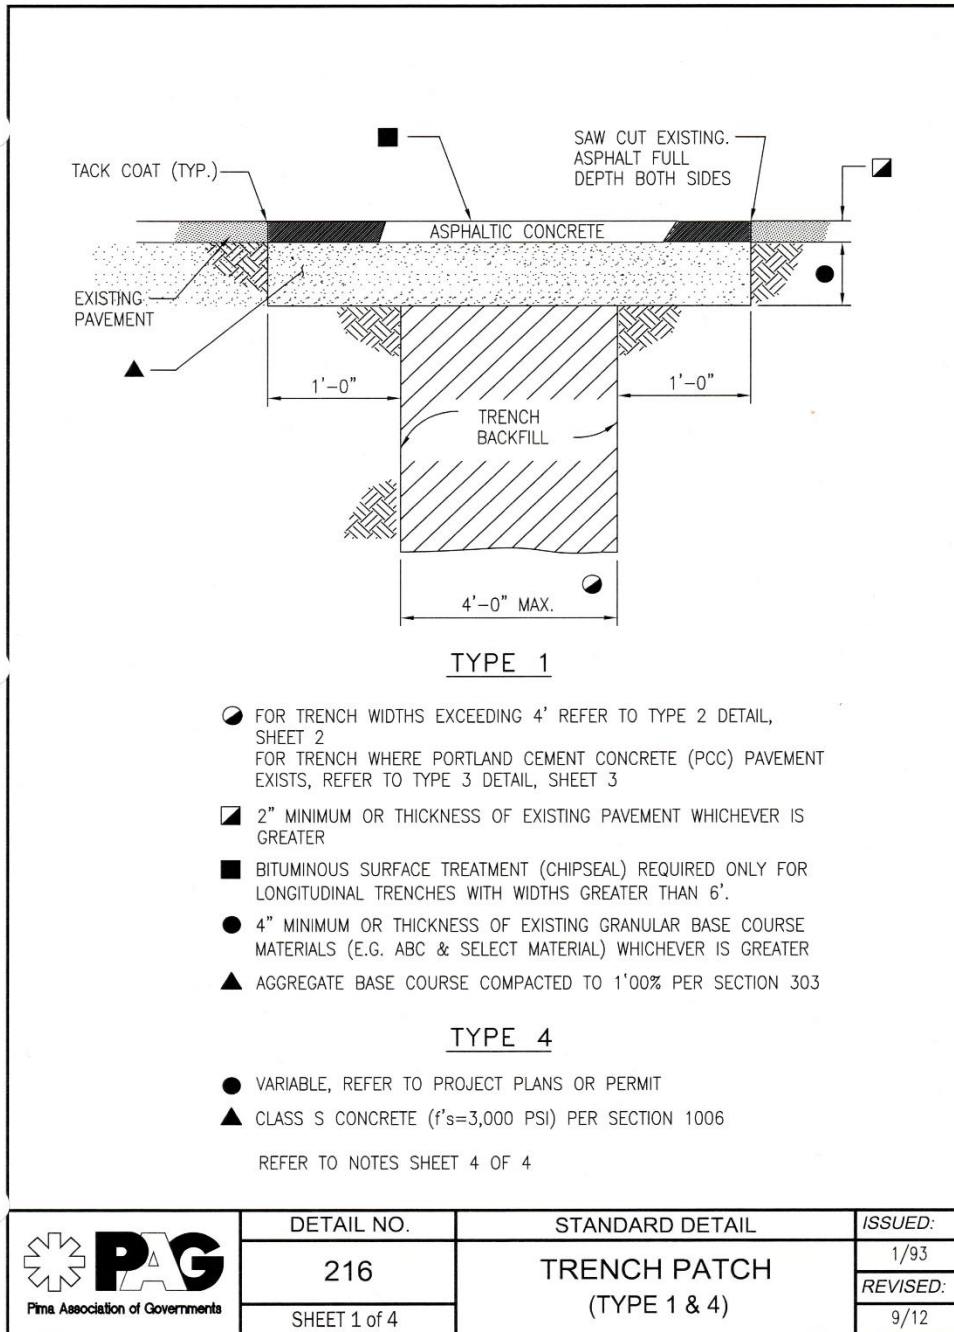 TACK COAT (TYP.)
SAW CUT EXISTING.
ASPHALT FULL
DEPTH BOTH SIDES
ASPHALTIC CONCRETE
EXISTING
PAVEMENT
1'-0"
1'-0"
TRENCH
BACKFILL
4'-0" MAX.
TYPE 1
FOR TRENCH WIDTHS EXCEEDING 4' REFER TO TYPE 2 DETAIL,
SHEET 2
FOR TRENCH WHERE PORTLAND CEMENT CONCRETE (PCC) PAVEMENT
EXISTS, REFER TO TYPE 3 DETAIL, SHEET 3
2" MINIMUM OR THICKNESS OF EXISTING PAVEMENT WHICHEVER IS
GREATER
BITUMINOUS SURFACE TREATMENT (CHIPSEAL) REQUIRED ONLY FOR
LONGITUDINAL TRENCHES WITH WIDTHS GREATER THAN 6'.
4" MINIMUM OR THICKNESS OF EXISTING GRANULAR BASE COURSE
MATERIALS (E.G. ABC & SELECT MATERIAL) WHICHEVER IS GREATER
AGGREGATE BASE COURSE COMPACTED TO 1'00% PER SECTION 303
TYPE 4
VARIABLE, REFER TO PROJECT PLANS OR PERMIT
CLASS S CONCRETE (f's=3,000 PSI) PER SECTION 1006
REFER TO NOTES SHEET 4 OF 4
PAG
Pima Association of Governments
DETAIL NO.
216
SHEET 1 of 4
STANDARD DETAIL
TRENCH PATCH
(TYPE 1 & 4)
ISSUED:
1/93
REVISED:
9/12